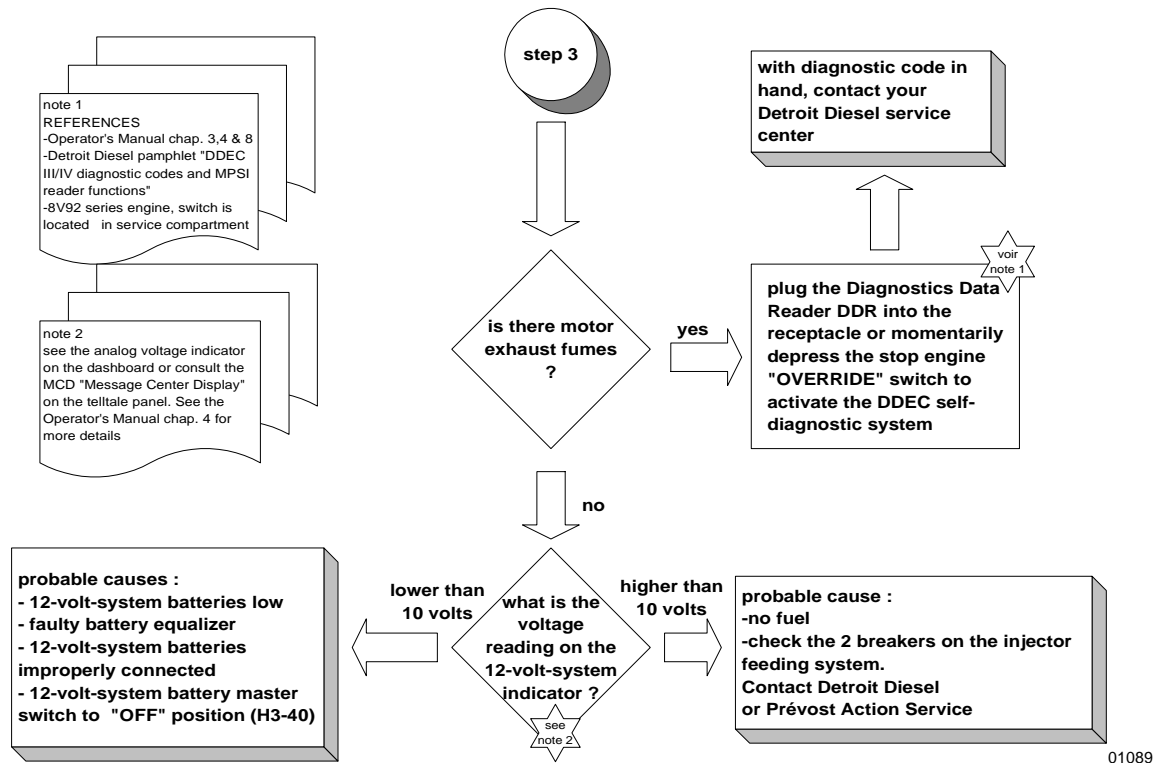 step 3
with diagnostic code in
hand, contact your
Detroit Diesel service
center
note 1
REFERENCES
-Operator's Manual chap. 3,4 & 8
-Detroit Diesel pamphlet "DDEC
III/IV diagnostic codes and MPSI
reader functions"
-8V92 series engine, switch is
located in service compartment
voir
note 1
is there motor
exhaust fumes
?
yes
plug the Diagnostics Data
Reader DDR into the
receptacle or momentarily
depress the stop engine
"OVERRIDE" switch to
activate the DDEC self-
diagnostic system
note 2
see the analog voltage indicator
on the dashboard or consult the
MCD "Message Center Display"
on the telltale panel. See the
Operator's Manual chap. 4 for
more details
no
probable causes :
- 12-volt-system batteries low
- faulty battery equalizer
- 12-volt-system batteries
improperly connected
- 12-volt-system battery master
switch to "OFF" position (H3-40)
lower than
10 volts
what is the
voltage
reading on the
12-volt-system
indicator ?
see
note 2
higher than
10 volts
probable cause :
-no fuel
-check the 2 breakers on the injector
feeding system.
Contact Detroit Diesel
or Prévost Action Service
01089